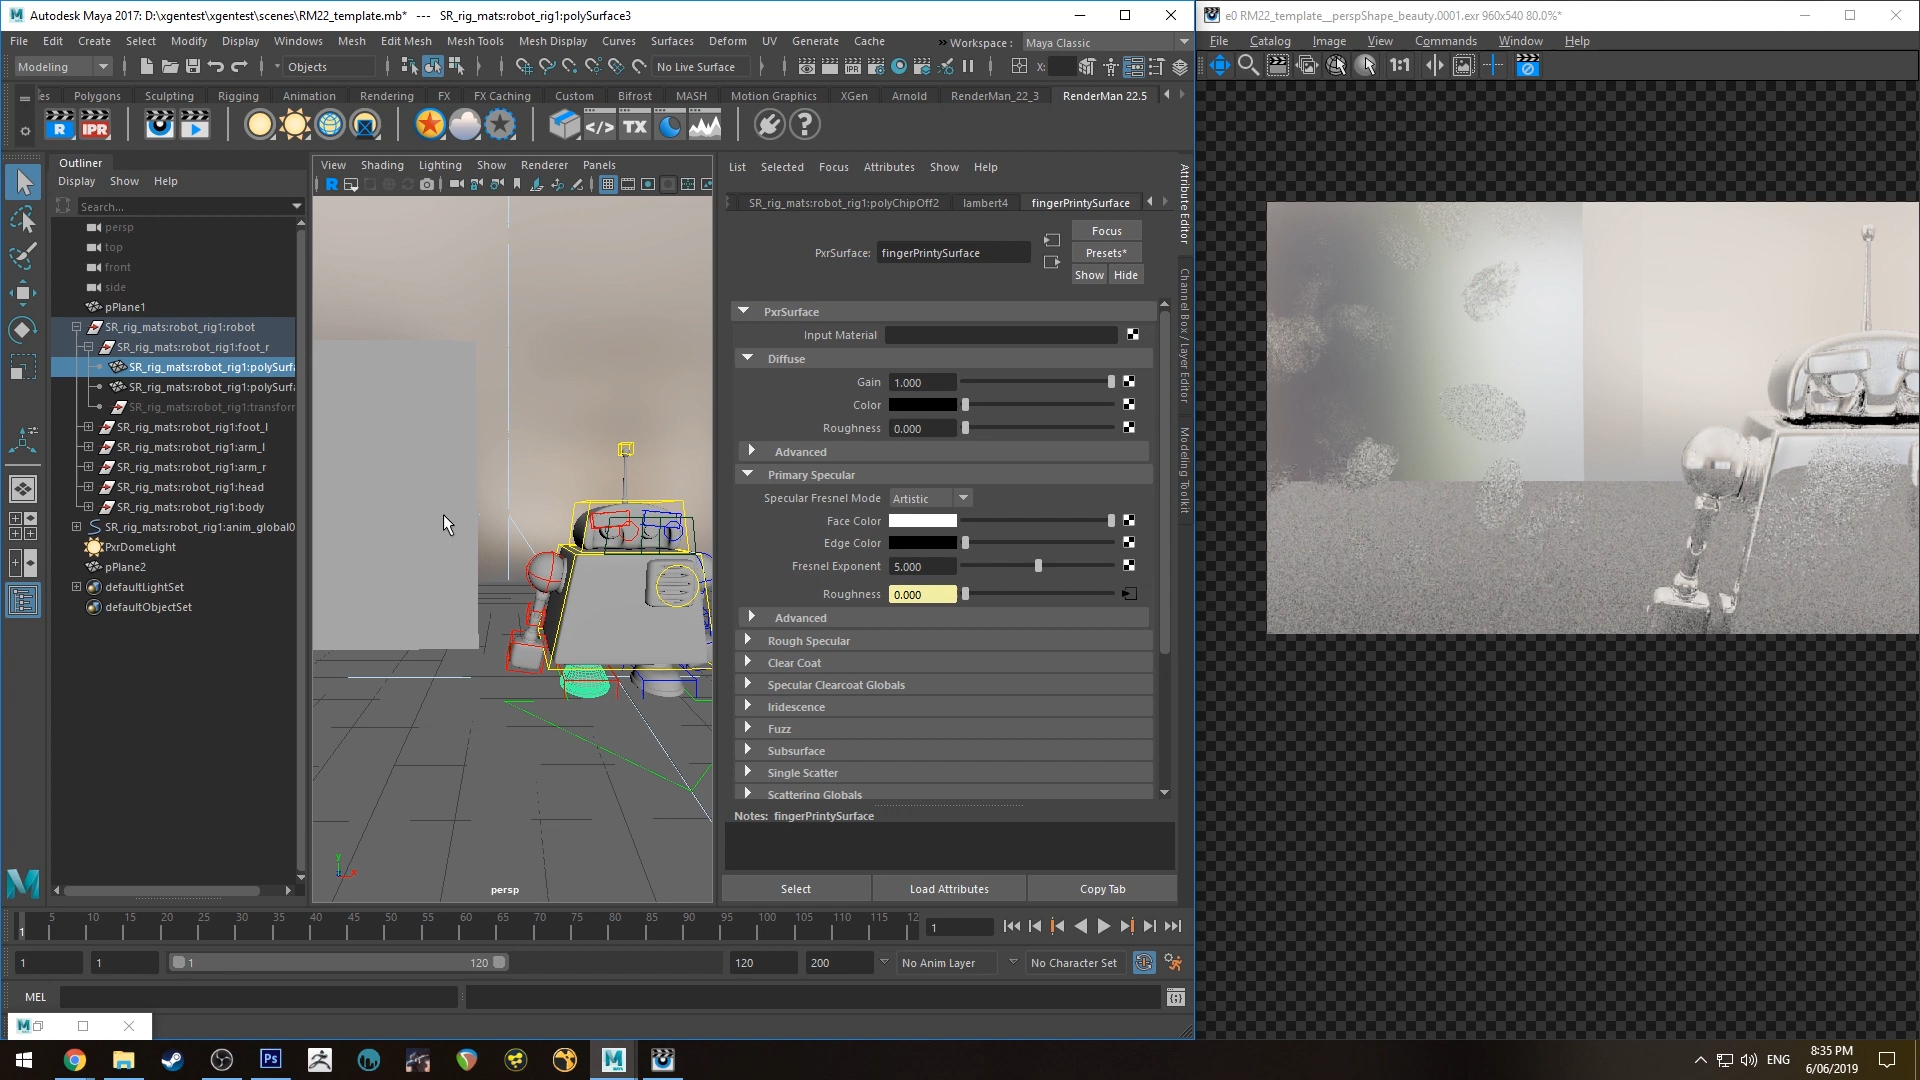 Autodesk Maya 2017: D:\xgentest\xgentest\scenes\RM22_template.mb* --- SR_rig_mats:robot_rig1:polySurface3
File Edit Create Select Modify Display Windows Mesh Edit Mesh Mesh Tools Mesh Display Curves Surfaces Deform UV Generate Cache » Workspace : Maya Classic
Modeling Objects No Live Surface X:
es Polygons Sculpting Rigging Animation Rendering FX FX Caching Custom Bifrost MASH Motion Graphics XGen Arnold RenderMan_22_3 RenderMan 22.5
R IPR </> TX ?
Outliner
Display Show Help
Search...
persp
top
front
side
pPlane1
SR_rig_mats:robot_rig1:robot
SR_rig_mats:robot_rig1:foot_r
SR_rig_mats:robot_rig1:polySurfa
SR_rig_mats:robot_rig1:polySurfa
SR_rig_mats:robot_rig1:transforr
SR_rig_mats:robot_rig1:foot_l
SR_rig_mats:robot_rig1:arm_l
SR_rig_mats:robot_rig1:arm_r
SR_rig_mats:robot_rig1:head
SR_rig_mats:robot_rig1:body
SR_rig_mats:robot_rig1:anim_global0
PxrDomeLight
pPlane2
defaultLightSet
defaultObjectSet
View Shading Lighting Show Renderer Panels
R
y
x
persp
List Selected Focus Attributes Show Help
SR_rig_mats:robot_rig1:polyChipOff2 lambert4 fingerPrintySurface
Focus
PxrSurface: fingerPrintySurface Presets*
Show Hide
PxrSurface
Input Material
Diffuse
Gain 1.000
Color
Roughness 0.000
Advanced
Primary Specular
Specular Fresnel Mode Artistic
Face Color
Edge Color
Fresnel Exponent 5.000
Roughness 0.000
Advanced
Rough Specular
Clear Coat
Specular Clearcoat Globals
Iridescence
Fuzz
Subsurface
Single Scatter
Scattering Globals
Notes: fingerPrintySurface
Select Load Attributes Copy Tab
Attribute Editor
Channel Box / Layer Editor
Modeling Toolkit
5 10 15 20 25 30 35 40 45 50 55 60 65 70 75 80 85 90 95 100 105 110 115 12
1 1
1 1 1 120 120 200 No Anim Layer No Character Set
MEL
e0 RM22_template__perspShape_beauty.0001.exr 960x540 80.0%*
File Catalog Image View Commands Window Help
1:1
Ps M
ENG
8:35 PM
6/06/2019